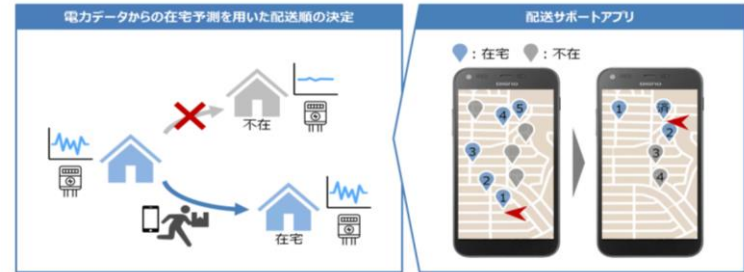 電力データからの在宅予測を用いた配送順の決定
不在
在宅
配送サポートアプリ
：在宅 ：不在
5
4
3
2
1
1
済
2
3
4